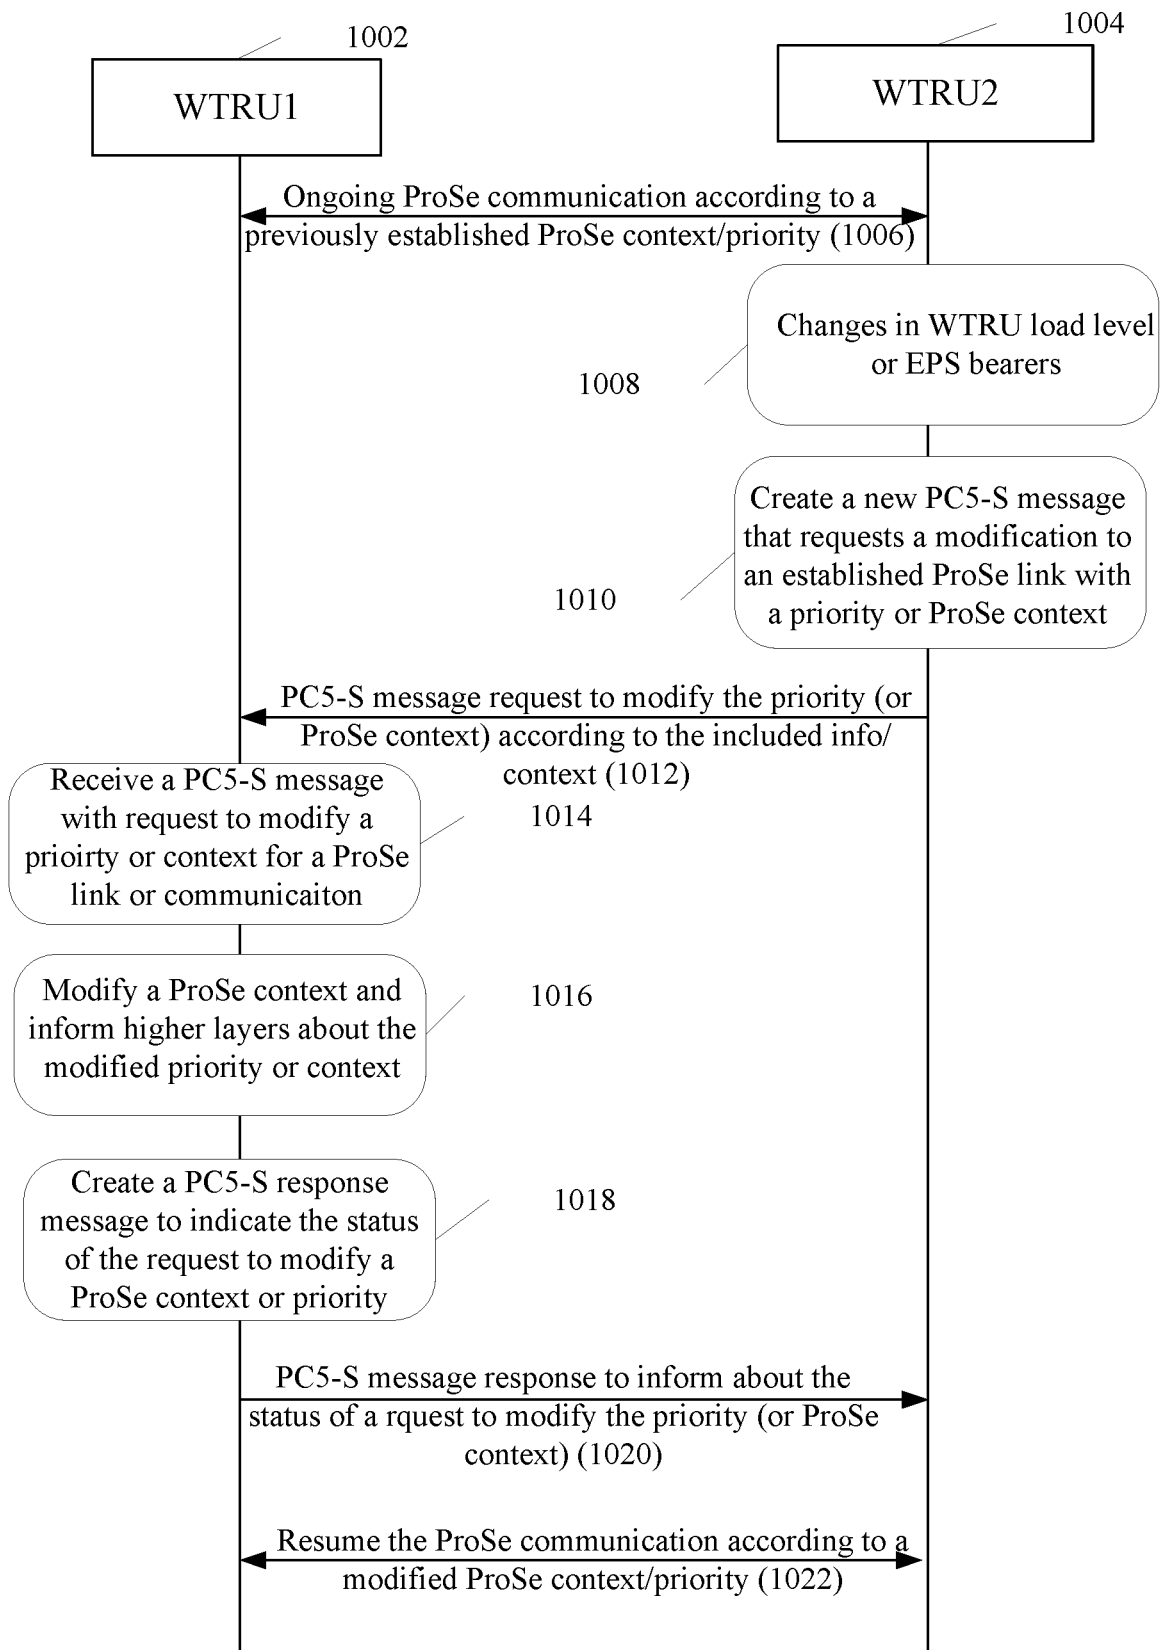 1002
1004
WTRU1
WTRU2
Ongoing ProSe communication according to a
previously established ProSe context/priority (1006)
Changes in WTRU load level
or EPS bearers
1008
Create a new PC5-S message
that requests a modification to
an established ProSe link with
a priority or ProSe context
1010
PC5-S message request to modify the priority (or
ProSe context) according to the included info/
context (1012)
Receive a PC5-S message
with request to modify a
prioirty or context for a ProSe
link or communicaiton
1014
Modify a ProSe context and
inform higher layers about the
modified priority or context
1016
Create a PC5-S response
message to indicate the status
of the request to modify a
ProSe context or priority
1018
PC5-S message response to inform about the
status of a rquest to modify the priority (or ProSe
context) (1020)
Resume the ProSe communication according to a
modified ProSe context/priority (1022)